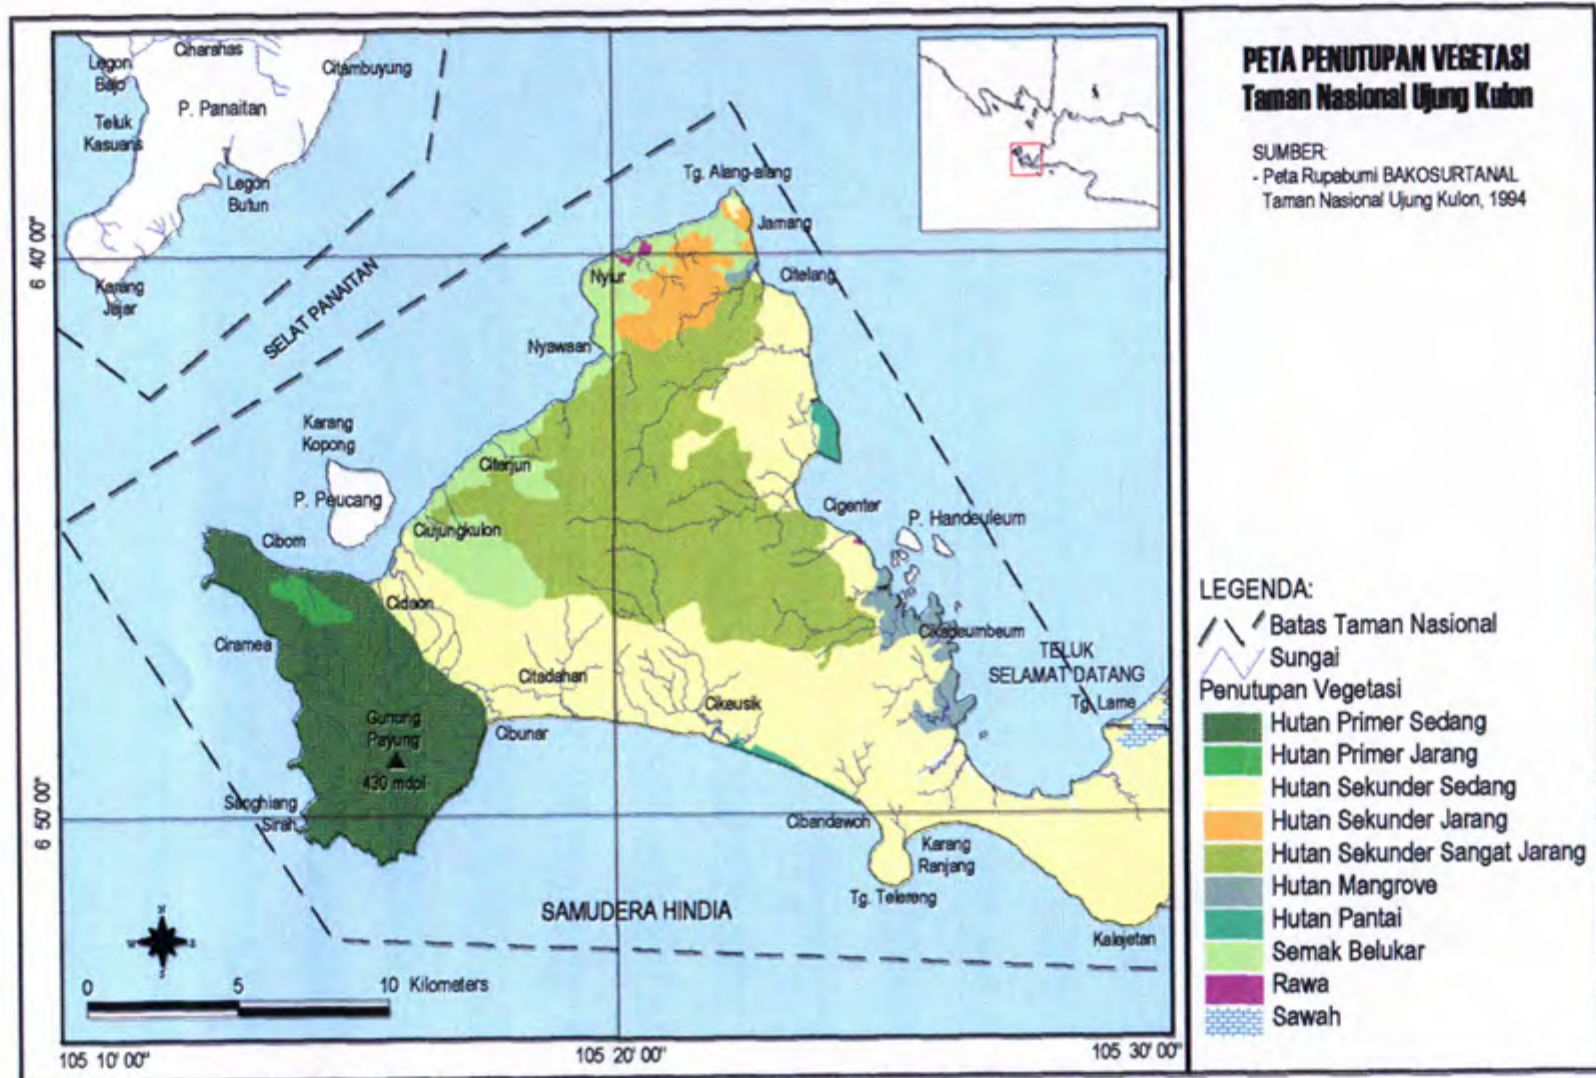 PETA PENUTUPAN VEGETASI
Taman Nasional Ujung Kulon
SUMBER:
- Peta Rupabumi BAKOSURTANAL
Taman Nasional Ujung Kulon, 1994
LEGENDA:
Batas Taman Nasional
Sungai
Penutupan Vegetasi
Hutan Primer Sedang
Hutan Primer Jarang
Hutan Sekunder Sedang
Hutan Sekunder Jarang
Hutan Sekunder Sangat Jarang
Hutan Mangrove
Hutan Pantai
Semak Belukar
Rawa
Sawah
Ciharahas
Legon
Bajo
Citambuyung
P. Panaitan
Teluk
Kasuaris
Legon
Butun
Karang
Jajar
SELAT PANAITAN
Tg. Alang-alang
Jamang
Nyiur
Citelang
Nyawaan
Karang
Kopong
P. Peucang
Citerjun
Ciujungkulon
Cigenter
P. Handeuleum
Cibom
Cidaon
Ciramea
Cikadeumbeum
TELUK
SELAMAT DATANG
Tg. Lame
Citadahan
Cikeusik
Gunung
Payung
430 mdpl
Cibunar
Sanghiang
Sirah
Cibandawoh
Karang
Ranjang
Tg. Telereng
Kalejetan
SAMUDERA HINDIA
N
W
E
S
0 5 10 Kilometers
6 40' 00"
6 50' 00"
105 10' 00"
105 20' 00"
105 30' 00"